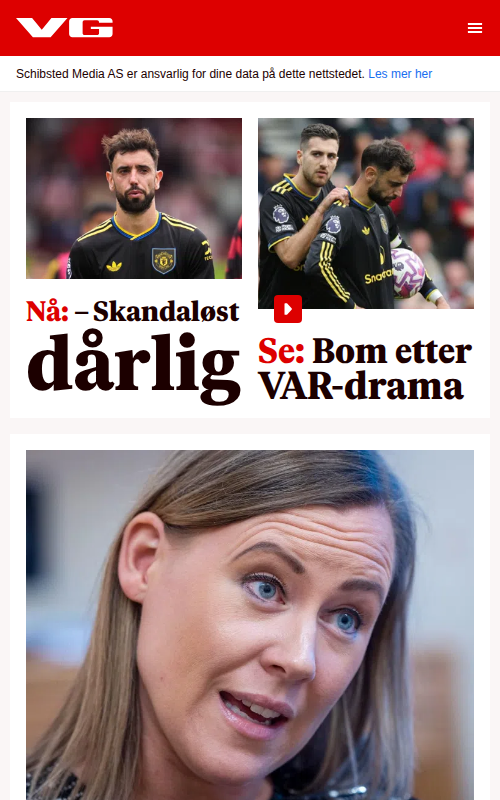 VG
Schibsted Media AS er ansvarlig for dine data på dette nettstedet. Les mer her
Nå: – Skandaløst
dårlig
Se: Bom etter
VAR-drama